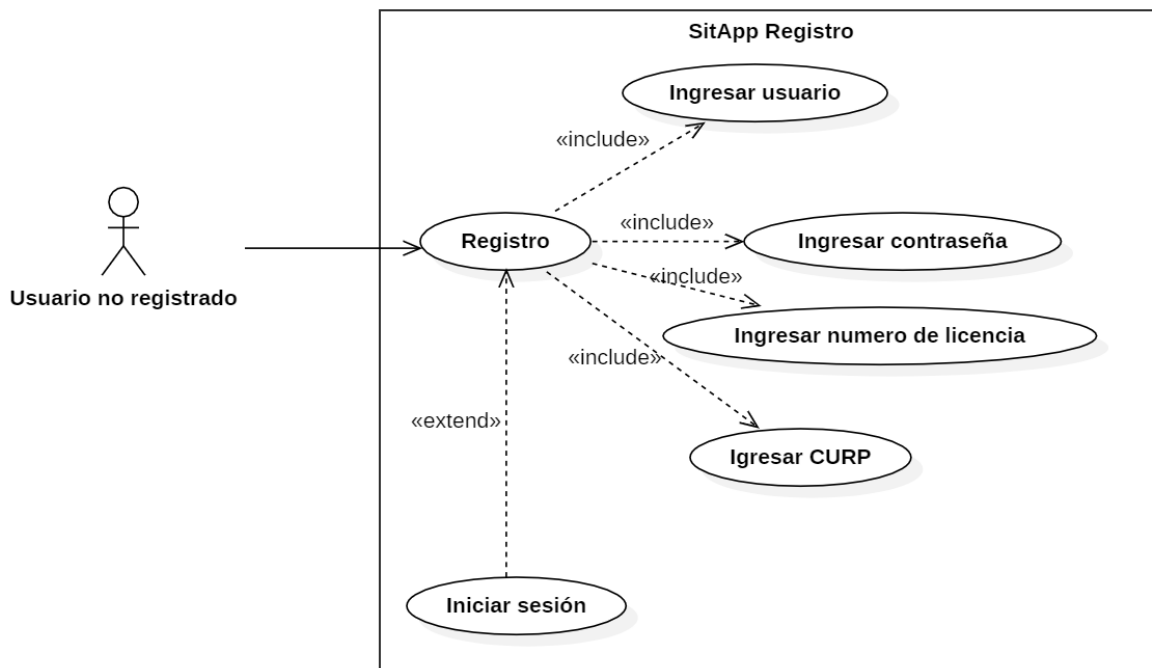 SitApp Registro
Ingresar usuario
«include»
«include»
Registro
Ingresar contraseña
«include»
Usuario no registrado
Ingresar numero de licencia
«include»
«extend»
Igresar CURP
Iniciar sesión